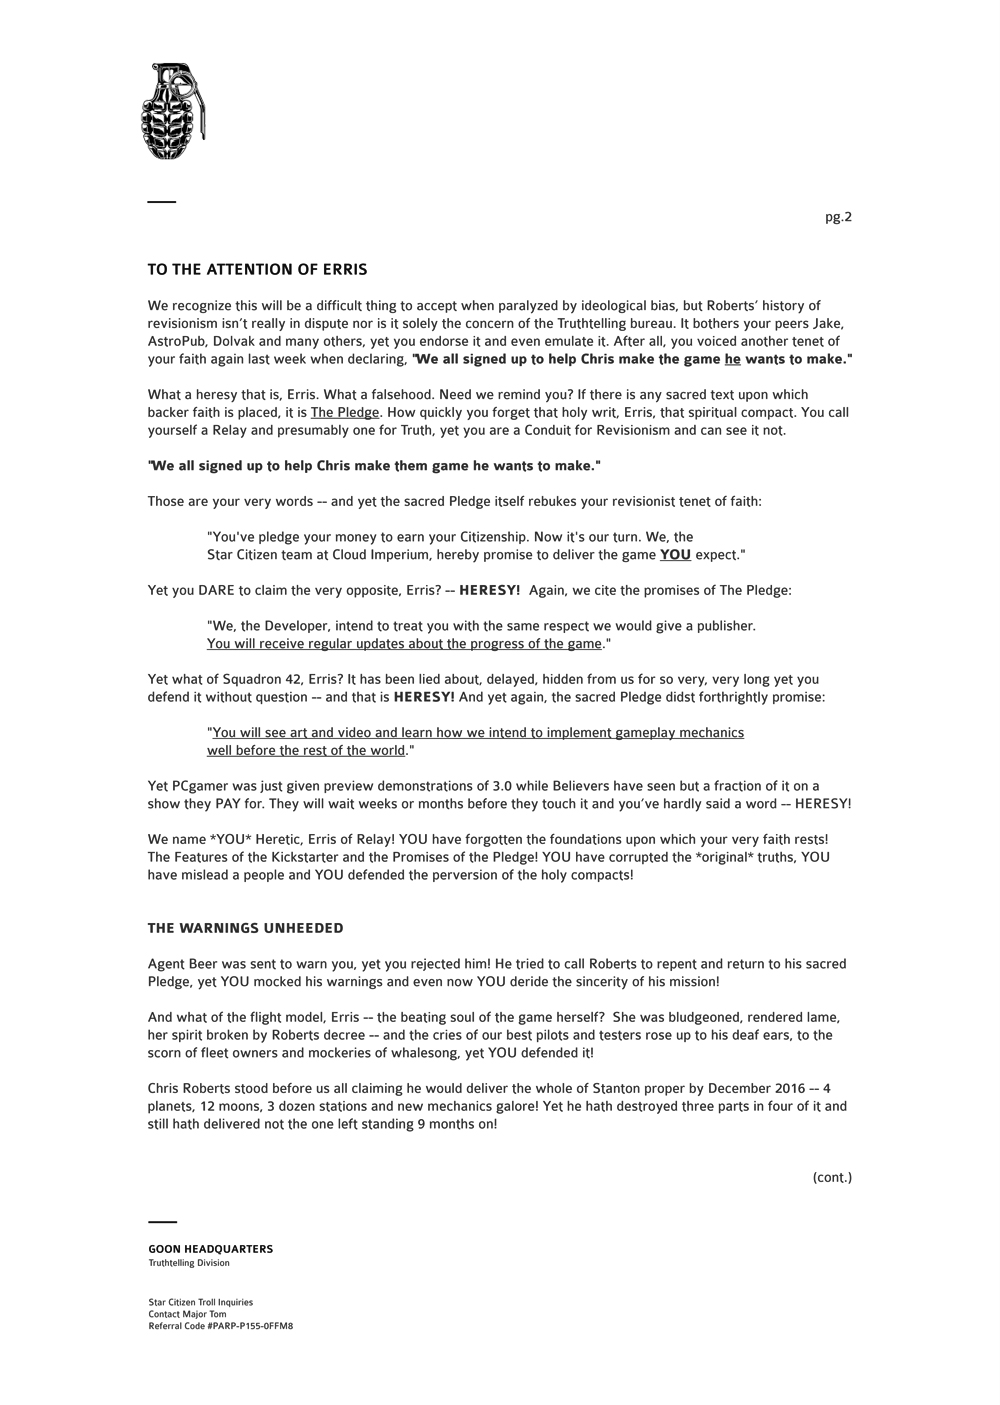 pg.2
TO THE ATTENTION OF ERRIS
We recognize this will be a difficult thing to accept when paralyzed by ideological bias, but Roberts’ history of
revisionism isn’t really in dispute nor is it solely the concern of the Truthtelling bureau. It bothers your peers Jake,
AstroPub, Dolvak and many others, yet you endorse it and even emulate it. After all, you voiced another tenet of
your faith again last week when declaring, "We all signed up to help Chris make the game he wants to make."
What a heresy that is, Erris. What a falsehood. Need we remind you? If there is any sacred text upon which
backer faith is placed, it is The Pledge. How quickly you forget that holy writ, Erris, that spiritual compact. You call
yourself a Relay and presumably one for Truth, yet you are a Conduit for Revisionism and can see it not.
"We all signed up to help Chris make them game he wants to make."
Those are your very words -- and yet the sacred Pledge itself rebukes your revisionist tenet of faith:
"You've pledge your money to earn your Citizenship. Now it's our turn. We, the
Star Citizen team at Cloud Imperium, hereby promise to deliver the game YOU expect."
Yet you DARE to claim the very opposite, Erris? -- HERESY!  Again, we cite the promises of The Pledge:
"We, the Developer, intend to treat you with the same respect we would give a publisher.
You will receive regular updates about the progress of the game."
Yet what of Squadron 42, Erris? It has been lied about, delayed, hidden from us for so very, very long yet you
defend it without question -- and that is HERESY! And yet again, the sacred Pledge didst forthrightly promise:
"You will see art and video and learn how we intend to implement gameplay mechanics
well before the rest of the world."
Yet PCgamer was just given preview demonstrations of 3.0 while Believers have seen but a fraction of it on a
show they PAY for. They will wait weeks or months before they touch it and you’ve hardly said a word -- HERESY!
We name *YOU* Heretic, Erris of Relay! YOU have forgotten the foundations upon which your very faith rests!
The Features of the Kickstarter and the Promises of the Pledge! YOU have corrupted the *original* truths, YOU
have mislead a people and YOU defended the perversion of the holy compacts!
THE WARNINGS UNHEEDED
Agent Beer was sent to warn you, yet you rejected him! He tried to call Roberts to repent and return to his sacred
Pledge, yet YOU mocked his warnings and even now YOU deride the sincerity of his mission!
And what of the flight model, Erris -- the beating soul of the game herself?  She was bludgeoned, rendered lame,
her spirit broken by Roberts decree -- and the cries of our best pilots and testers rose up to his deaf ears, to the
scorn of fleet owners and mockeries of whalesong, yet YOU defended it!
Chris Roberts stood before us all claiming he would deliver the whole of Stanton proper by December 2016 -- 4
planets, 12 moons, 3 dozen stations and new mechanics galore! Yet he hath destroyed three parts in four of it and
still hath delivered not the one left standing 9 months on!
(cont.)
GOON HEADQUARTERS
Truthtelling Division
Star Citizen Troll Inquiries
Contact Major Tom
Referral Code #PARP-P155-0FFM8